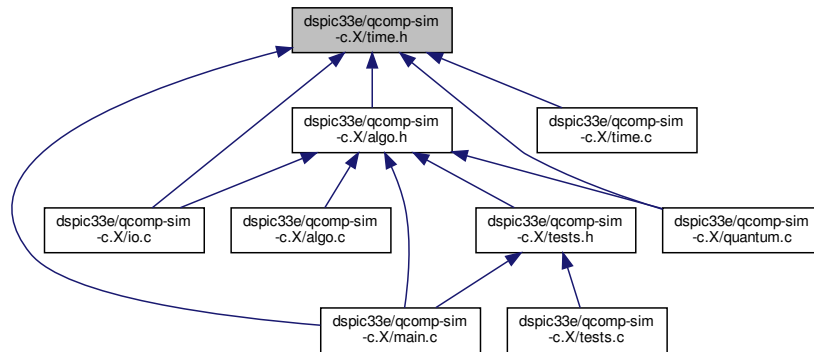 dspic33e/qcomp-sim
-c.X/time.h
dspic33e/qcomp-sim
-c.X/algo.h
dspic33e/qcomp-sim
-c.X/time.c
dspic33e/qcomp-sim
-c.X/io.c
dspic33e/qcomp-sim
-c.X/algo.c
dspic33e/qcomp-sim
-c.X/tests.h
dspic33e/qcomp-sim
-c.X/quantum.c
dspic33e/qcomp-sim
-c.X/main.c
dspic33e/qcomp-sim
-c.X/tests.c